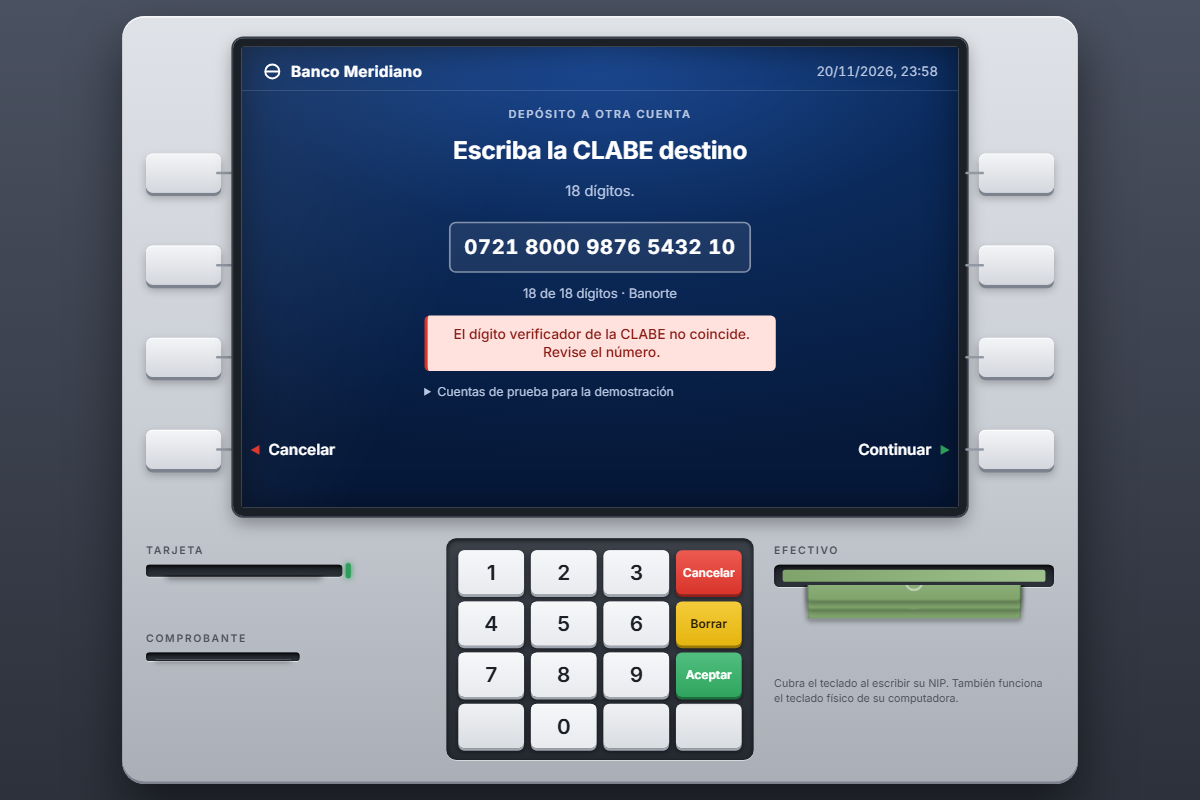 Banco Meridiano
20/11/2026, 23:58
DEPÓSITO A OTRA CUENTA
Escriba la CLABE destino
18 dígitos.
0721 8000 9876 5432 10
18 de 18 dígitos · Banorte
El dígito verificador de la CLABE no coincide.
Revise el número.
Cuentas de prueba para la demostración
Cancelar
Continuar
TARJETA
COMPROBANTE
1 2 3 Cancelar
4 5 6 Borrar
7 8 9 Aceptar
0
EFECTIVO
Cubra el teclado al escribir su NIP. También funciona
el teclado físico de su computadora.